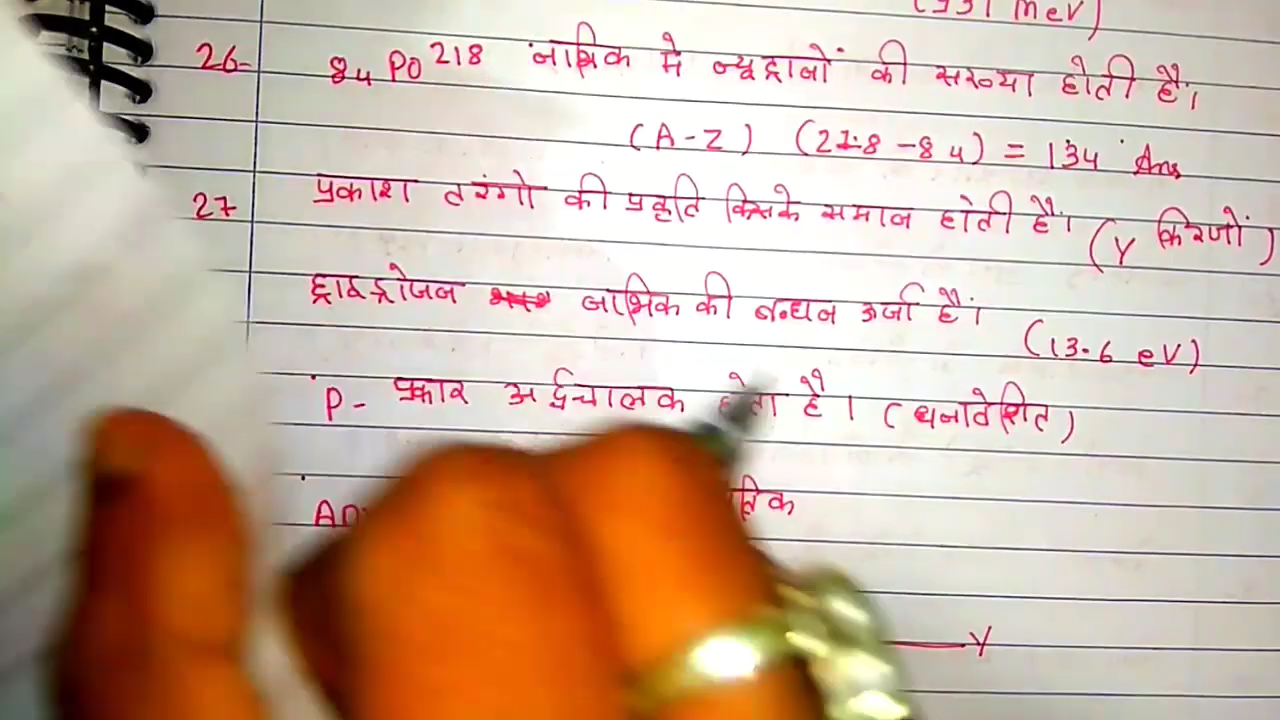 (931 MeV)
26- 84 Po 218 नाभिक मे न्यूट्रानों की संख्या होती है।
(A-Z) (218-84) = 134 Ans
27 प्रकाश तरंगो की प्रकृति किसके समान होती है। (γ किरणों)
हाइड्रोजन नाभिक की बन्धन ऊर्जा है। (13.6 eV)
P- प्रकार अर्द्धचालक होता है। (धनावेशित)
Y